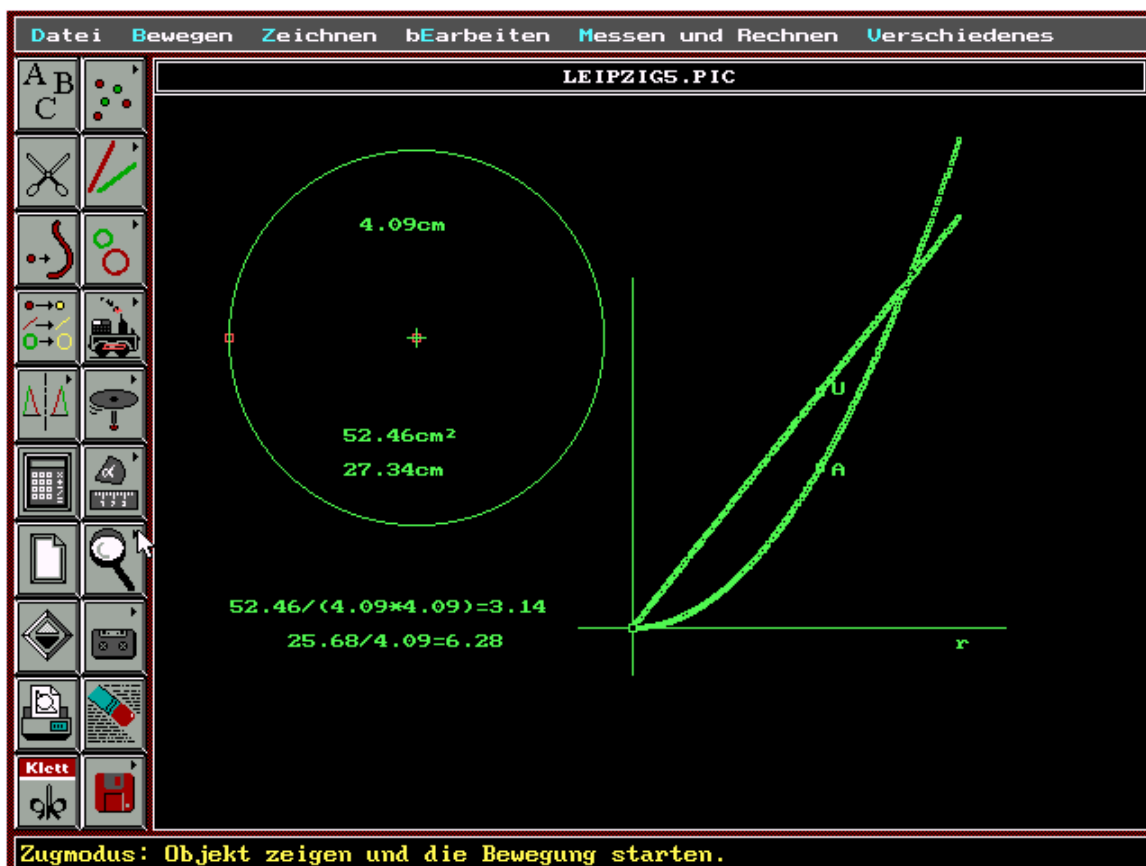 Datei Bewegen Zeichnen bEarbeiten Messen und Rechnen Verschiedenes
A B C
LEIPZIG5.PIC
4.09cm
52.46cm²
27.34cm
U
A
α
52.46/(4.09*4.09)=3.14
25.68/4.09=6.28
r
Klett
Zugmodus: Objekt zeigen und die Bewegung starten.